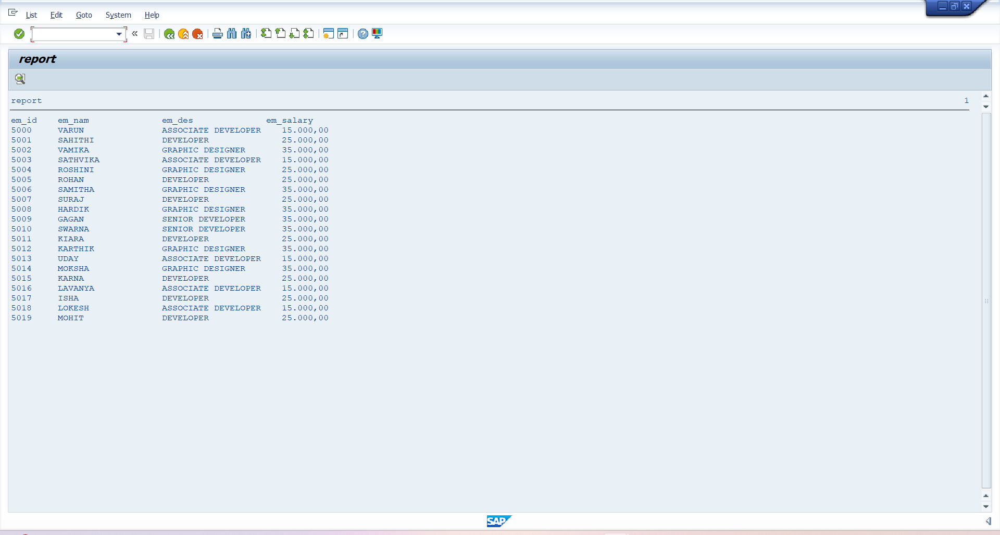 List Edit Goto System Help
report
report 1
em_id em_nam em_des em_salary
5000 VARUN ASSOCIATE DEVELOPER 15.000,00
5001 SAHITHI DEVELOPER 25.000,00
5002 VAMIKA GRAPHIC DESIGNER 35.000,00
5003 SATHVIKA ASSOCIATE DEVELOPER 15.000,00
5004 ROSHINI GRAPHIC DESIGNER 25.000,00
5005 ROHAN DEVELOPER 25.000,00
5006 SAMITHA GRAPHIC DESIGNER 35.000,00
5007 SURAJ DEVELOPER 25.000,00
5008 HARDIK GRAPHIC DESIGNER 35.000,00
5009 GAGAN SENIOR DEVELOPER 35.000,00
5010 SWARNA SENIOR DEVELOPER 35.000,00
5011 KIARA DEVELOPER 25.000,00
5012 KARTHIK GRAPHIC DESIGNER 35.000,00
5013 UDAY ASSOCIATE DEVELOPER 15.000,00
5014 MOKSHA GRAPHIC DESIGNER 35.000,00
5015 KARNA DEVELOPER 25.000,00
5016 LAVANYA ASSOCIATE DEVELOPER 15.000,00
5017 ISHA DEVELOPER 25.000,00
5018 LOKESH ASSOCIATE DEVELOPER 15.000,00
5019 MOHIT DEVELOPER 25.000,00
SAP